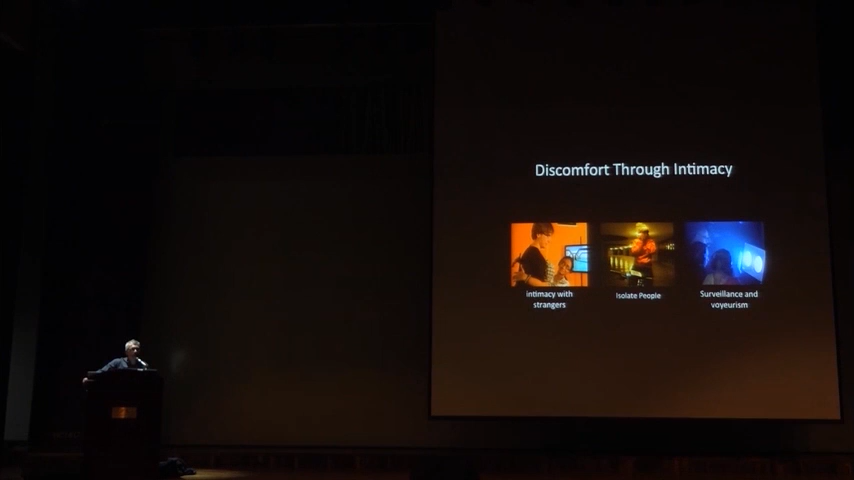 Discomfort Through Intimacy
intimacy with
strangers
Isolate People
Surveillance and
voyeurism